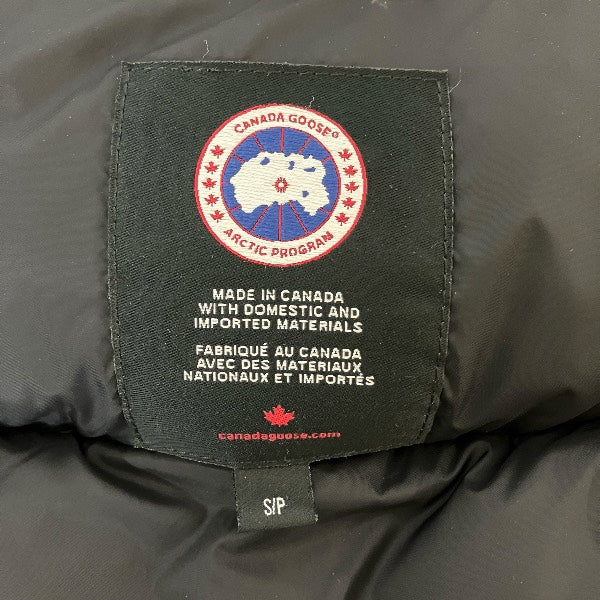 CANADA GOOSE®
ARCTIC PROGRAM
MADE IN CANADA
WITH DOMESTIC AND
IMPORTED MATERIALS
FABRIQUÉ AU CANADA
AVEC DES MATERIAUX
NATIONAUX ET IMPORTÉS
canadagoose.com
S/P